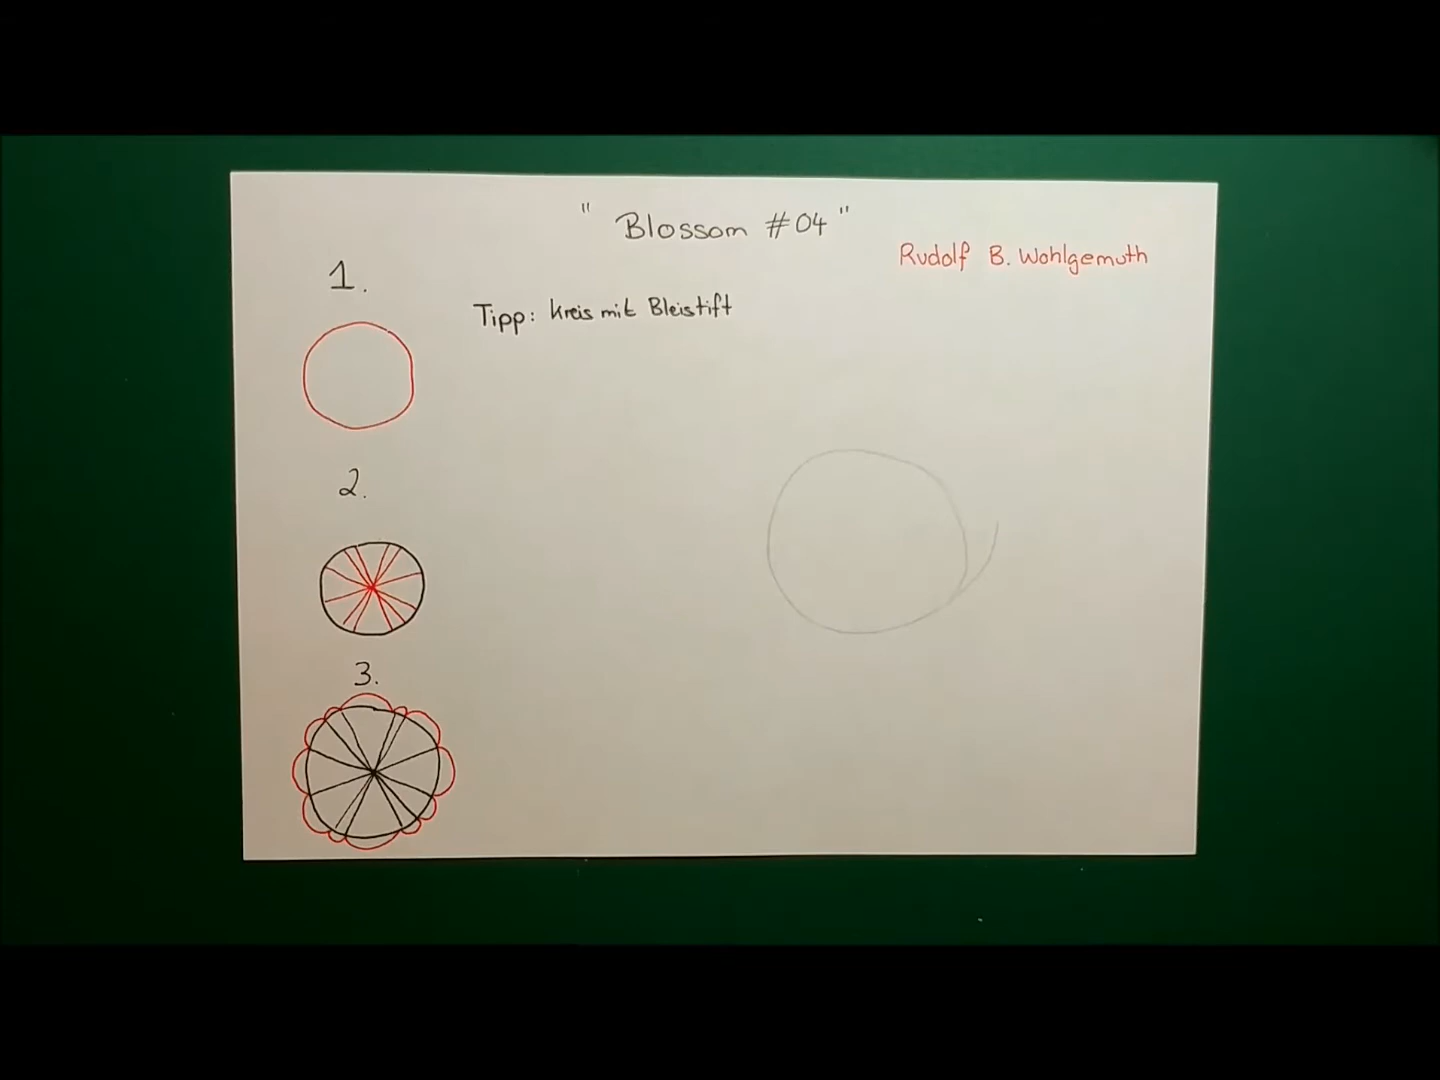 "Blossom #04"
Rudolf B. Wohlgemuth
1.
Tipp: Kreis mit Bleistift
2.
3.